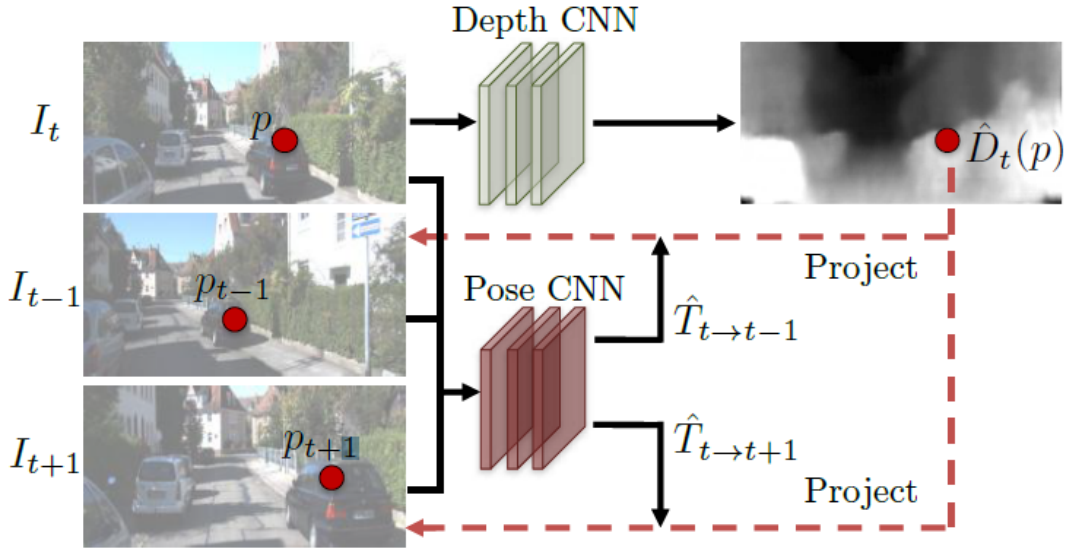 Depth CNN
I_t
p
D̂_t(p)
Project
I_{t−1}
p_{t−1}
Pose CNN
T̂_{t→t−1}
I_{t+1}
p_{t+1}
T̂_{t→t+1}
Project